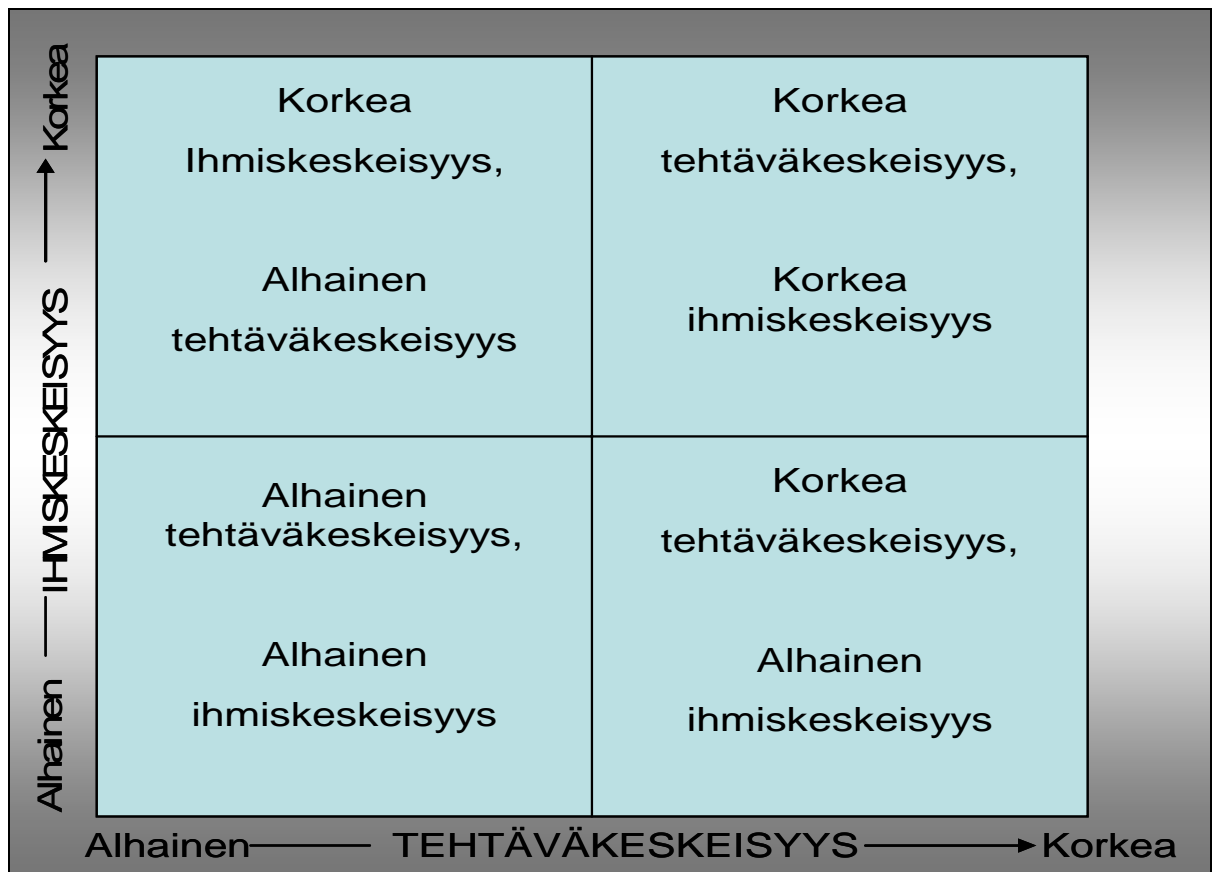 Korkea
Ihmiskeskeisyys,
Alhainen
tehtäväkeskeisyys
Korkea
tehtäväkeskeisyys,
Korkea
ihmiskeskeisyys
Alhainen
tehtäväkeskeisyys,
Alhainen
ihmiskeskeisyys
Korkea
tehtäväkeskeisyys,
Alhainen
ihmiskeskeisyys
Alhainen IHMISKESKEISYYS Korkea
Alhainen TEHTÄVÄKESKEISYYS Korkea